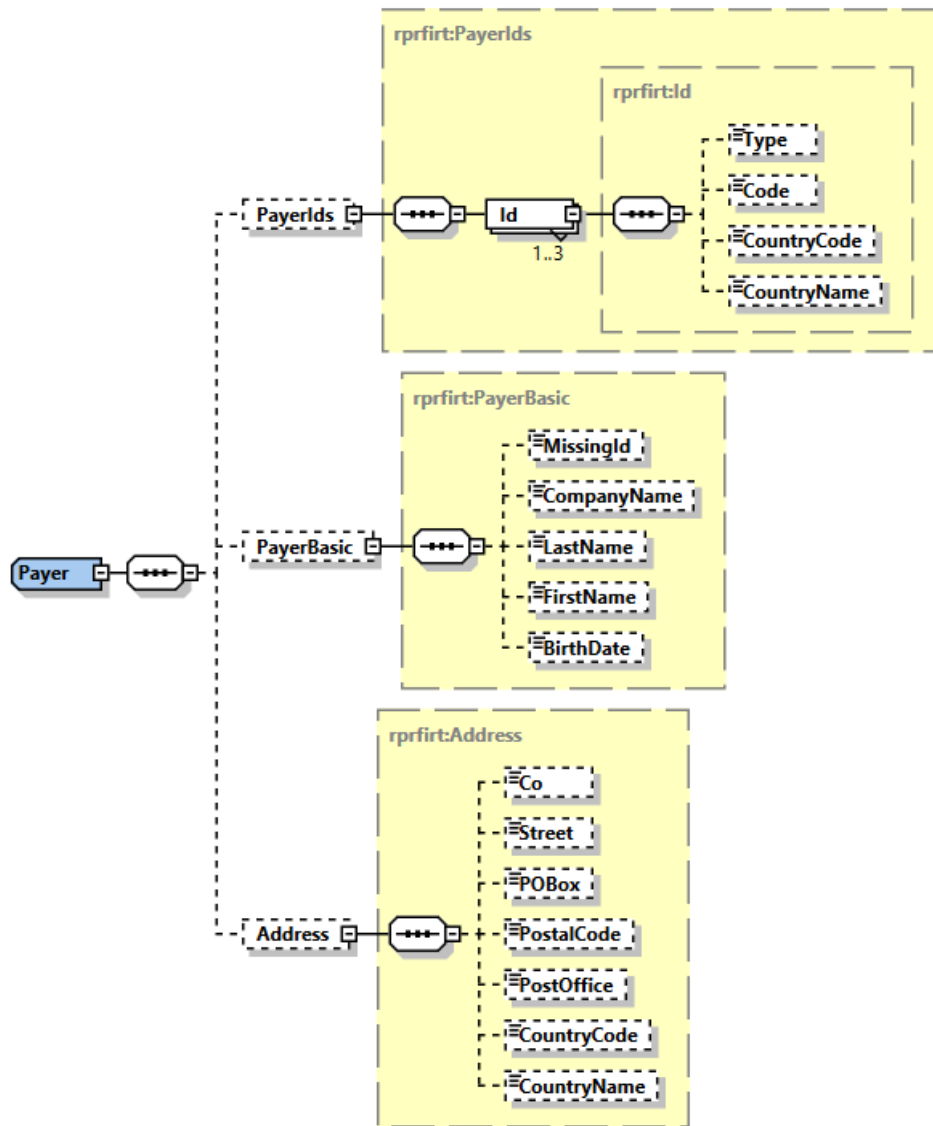 rprfirt:PayerIds
rprfirt:Id
Type
Code
PayerIds
Id
CountryCode
1..3
CountryName
rprfirt:PayerBasic
MissingId
CompanyName
PayerBasic
LastName
Payer
FirstName
BirthDate
rprfirt:Address
Co
Street
POBox
Address
PostalCode
PostOffice
CountryCode
CountryName